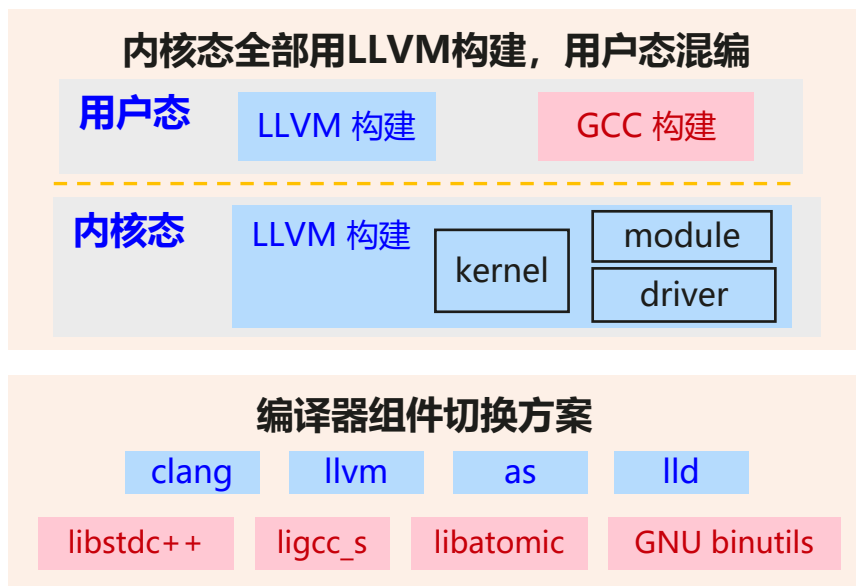 内核态全部用LLVM构建，用户态混编
用户态
LLVM 构建
GCC 构建
内核态
LLVM 构建
kernel
module
driver
编译器组件切换方案
clang
llvm
as
lld
libstdc++
ligcc_s
libatomic
GNU binutils